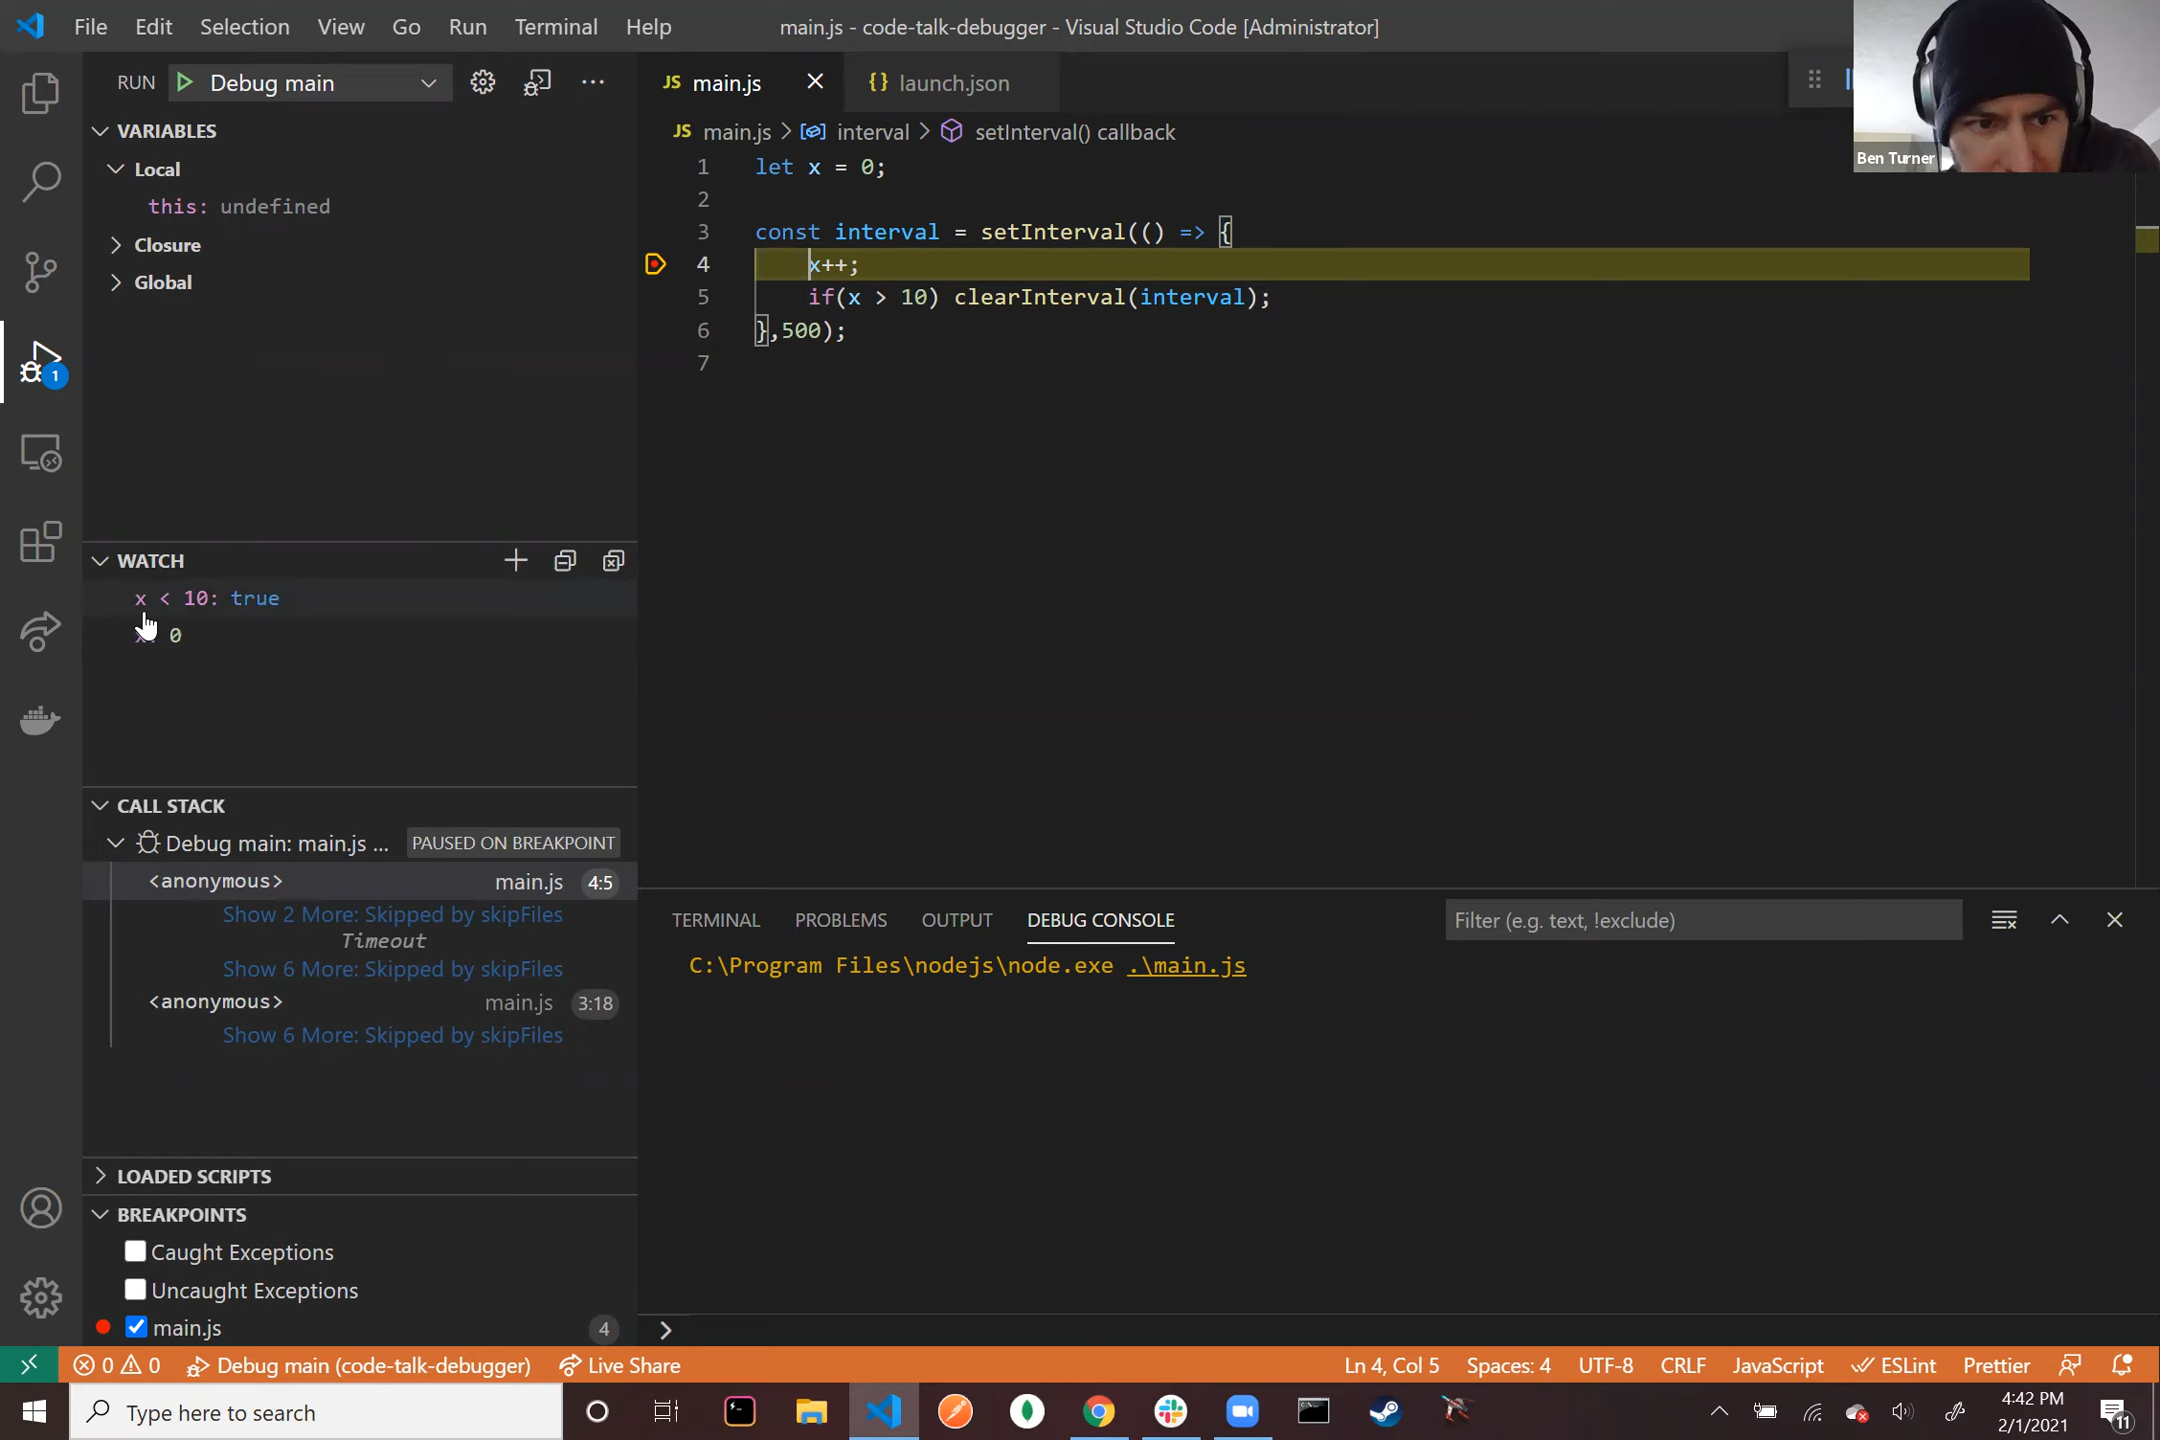 File Edit Selection View Go Run Terminal Help
main.js - code-talk-debugger - Visual Studio Code [Administrator]
Ben Turner
RUN Debug main
JS main.js
{} launch.json
VARIABLES
Local
this: undefined
Closure
Global
JS main.js > interval > setInterval() callback
1 let x = 0;
2
3 const interval = setInterval(() => {
4 x++;
5 if(x > 10) clearInterval(interval);
6 },500);
7
1
WATCH
x < 10: true
x: 0
CALL STACK
Debug main: main.js ... PAUSED ON BREAKPOINT
<anonymous> main.js 4:5
Show 2 More: Skipped by skipFiles
Timeout
Show 6 More: Skipped by skipFiles
<anonymous> main.js 3:18
Show 6 More: Skipped by skipFiles
LOADED SCRIPTS
BREAKPOINTS
Caught Exceptions
Uncaught Exceptions
main.js 4
TERMINAL PROBLEMS OUTPUT DEBUG CONSOLE
Filter (e.g. text, !exclude)
C:\Program Files\nodejs\node.exe .\main.js
0 0 Debug main (code-talk-debugger) Live Share
Ln 4, Col 5 Spaces: 4 UTF-8 CRLF JavaScript ESLint Prettier
Type here to search
4:42 PM
2/1/2021
11